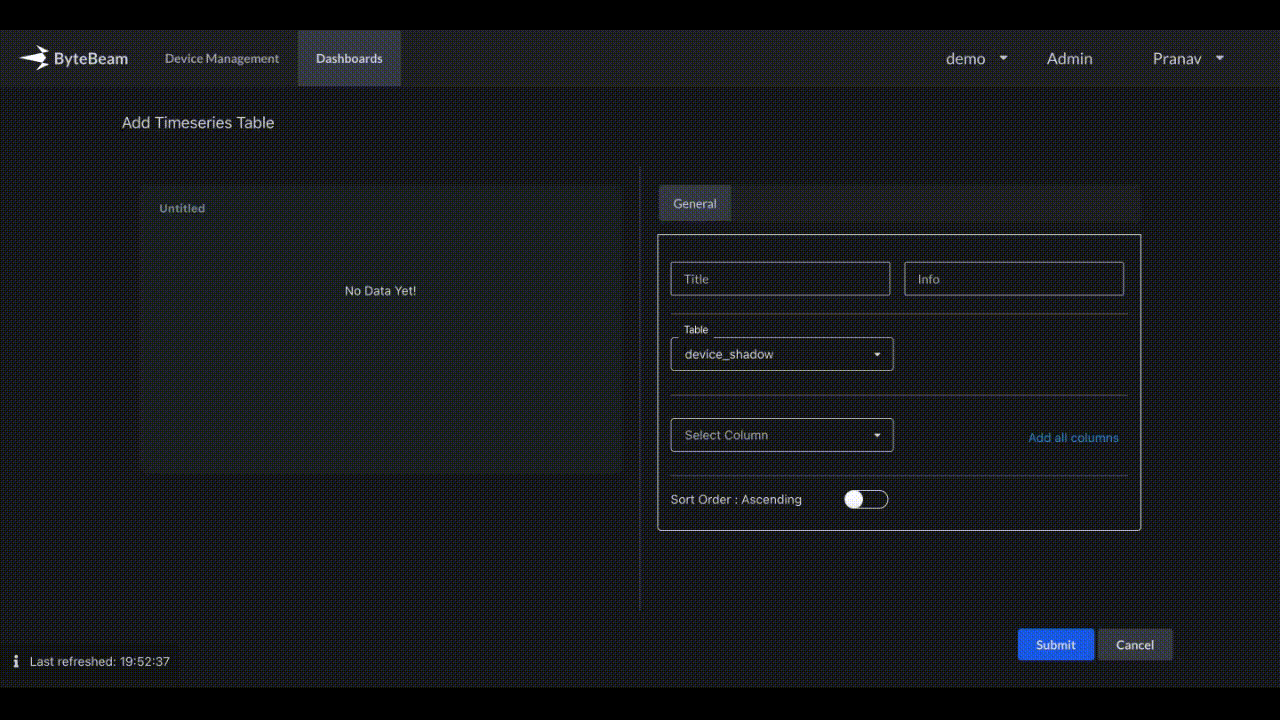 ByteBeam Device Management Dashboards demo Admin Pranav
Add Timeseries Table
Untitled
No Data Yet!
General
Title Info
Table
device_shadow
Select Column Add all columns
Sort Order : Ascending
Submit Cancel
Last refreshed: 19:52:37